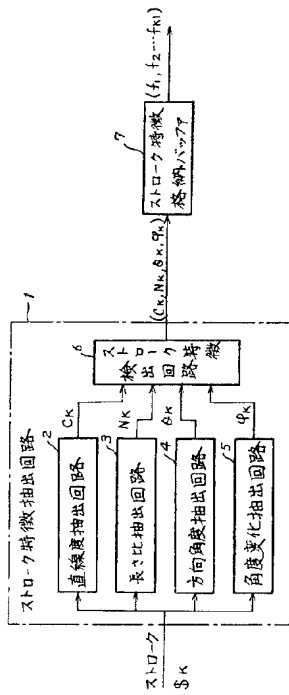 ストローク特徴抽出回路
1
ストローク
$K
2
直線度抽出回路
CK
3
長さ比抽出回路
NK
4
方向角度抽出回路
θK
5
角度変化抽出回路
φK
6
ストローク特徴
検出回路
(CK, NK, θK, φK)
7
ストローク特徴
格納バッファ
(f1, f2 … fK1)